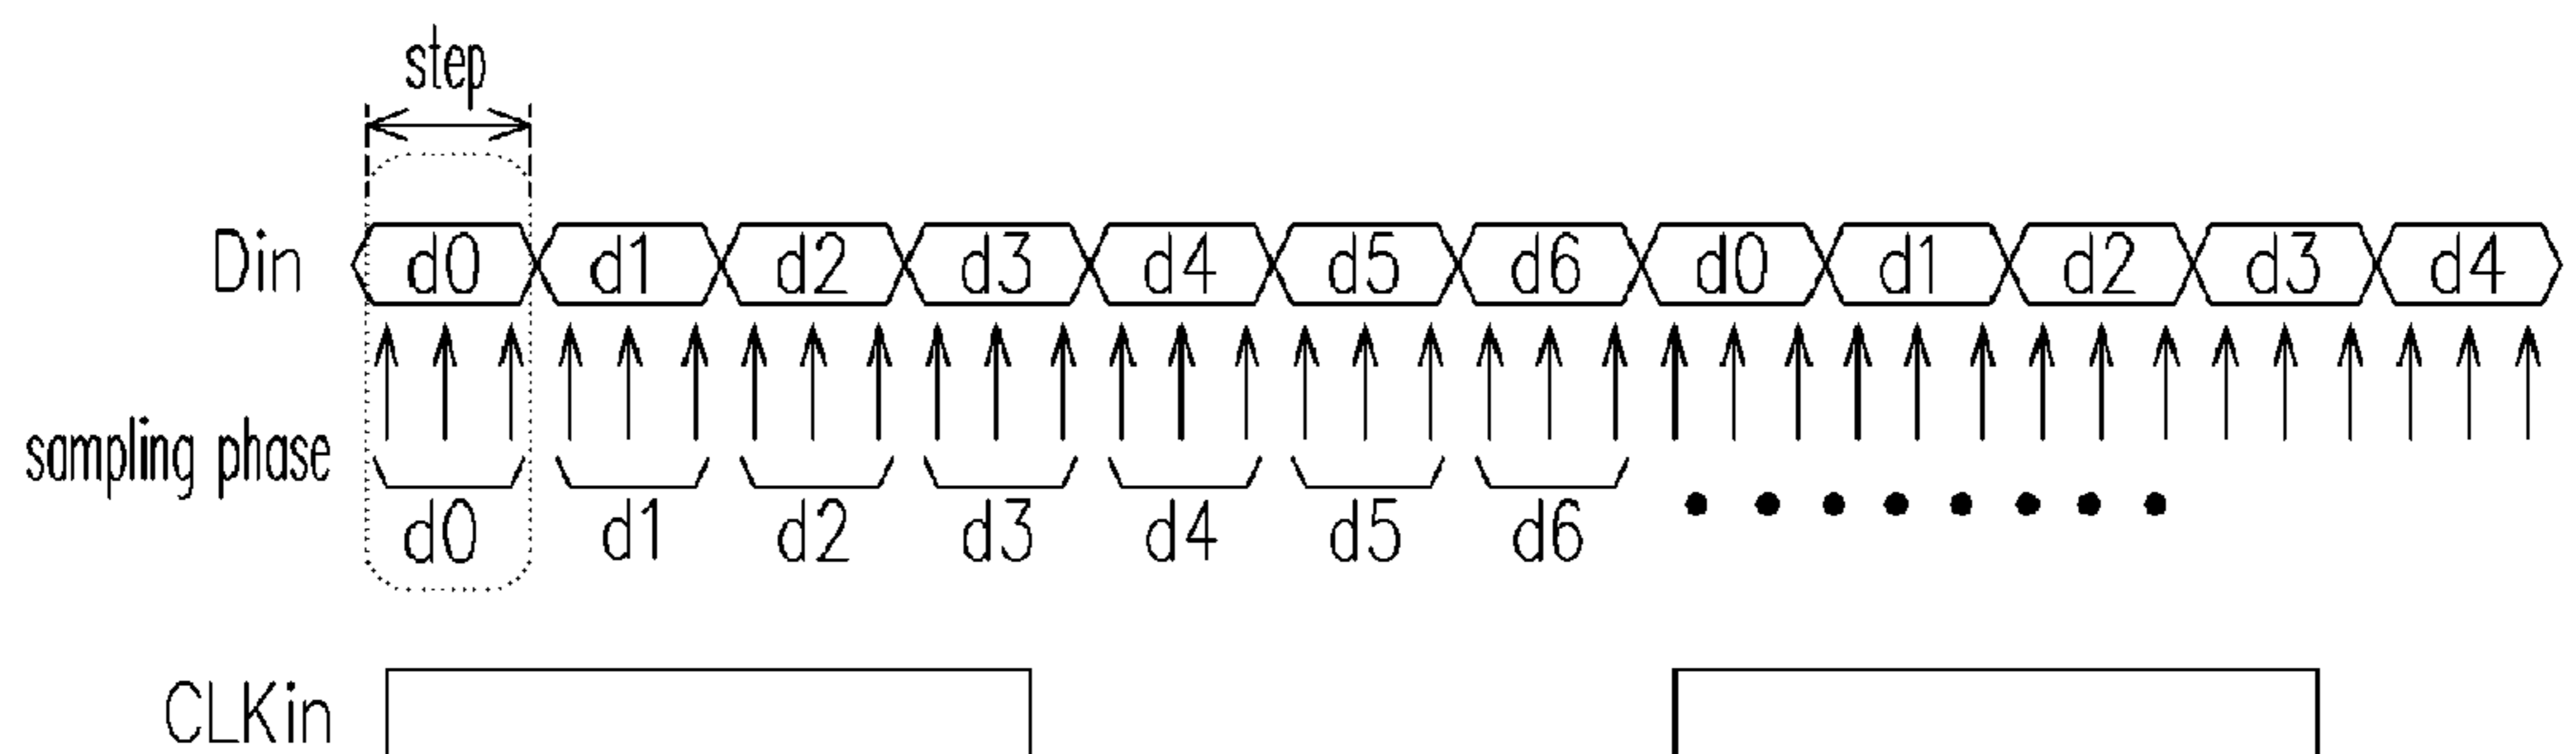 step
Din d0 d1 d2 d3 d4 d5 d6 d0 d1 d2 d3 d4
sampling phase
d0 d1 d2 d3 d4 d5 d6
CLKin